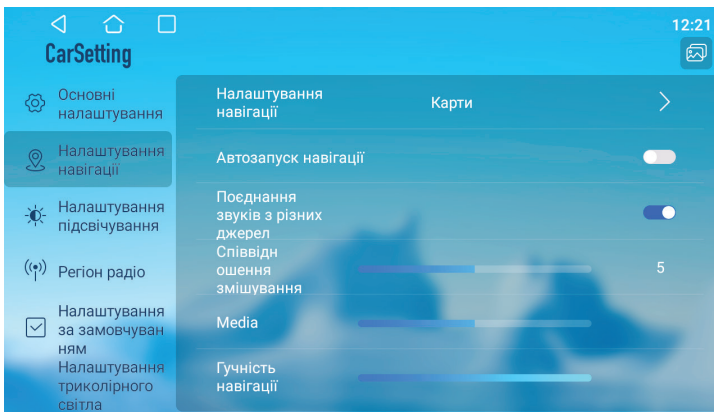 12:21
CarSetting
Основні
налаштування
Налаштування
навігації
Налаштування
підсвічування
Регіон радіо
Налаштування
за замовчуван
ням
Налаштування
триколірного
світла
Налаштування
навігації
Карти
Автозапуск навігації
Поєднання
звуків з різних
джерел
Співвідн
ошення
змішування
5
Media
Гучність
навігації